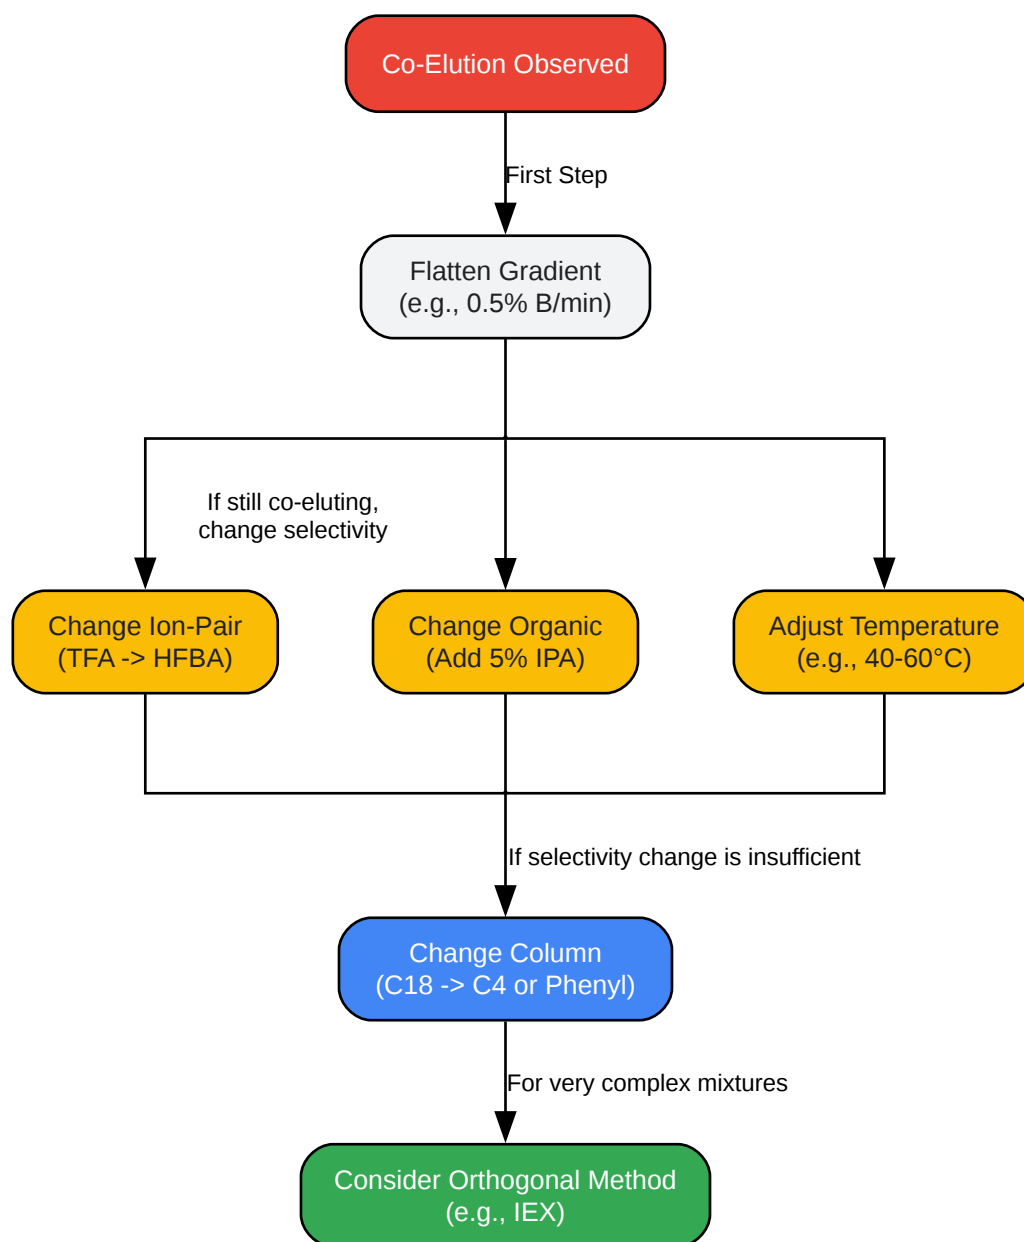 Co-Elution Observed
First Step
Flatten Gradient
(e.g., 0.5% B/min)
If still co-eluting,
change selectivity
Change Ion-Pair
(TFA -> HFBA)
Change Organic
(Add 5% IPA)
Adjust Temperature
(e.g., 40-60°C)
If selectivity change is insufficient
Change Column
(C18 -> C4 or Phenyl)
For very complex mixtures
Consider Orthogonal Method
(e.g., IEX)